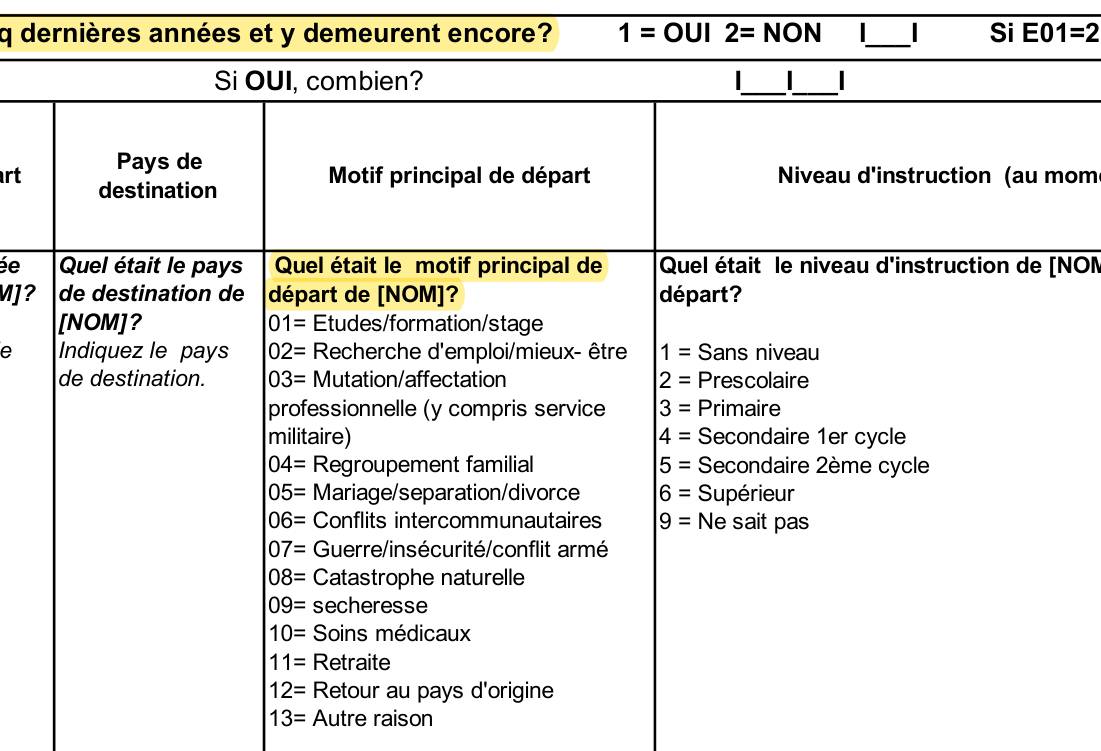 q dernières années et y demeurent encore? 1 = OUI 2= NON I___I Si E01=2
Si OUI, combien? I___I___I
art
Pays de
destination
Motif principal de départ
Niveau d'instruction (au mom
ée
M]?
e
Quel était le pays
de destination de
[NOM]?
Indiquez le pays
de destination.
Quel était le motif principal de
départ de [NOM]?
01= Etudes/formation/stage
02= Recherche d'emploi/mieux- être
03= Mutation/affectation
professionnelle (y compris service
militaire)
04= Regroupement familial
05= Mariage/separation/divorce
06= Conflits intercommunautaires
07= Guerre/insécurité/conflit armé
08= Catastrophe naturelle
09= secheresse
10= Soins médicaux
11= Retraite
12= Retour au pays d'origine
13= Autre raison
Quel était le niveau d'instruction de [NOM
départ?
1 = Sans niveau
2 = Prescolaire
3 = Primaire
4 = Secondaire 1er cycle
5 = Secondaire 2ème cycle
6 = Supérieur
9 = Ne sait pas